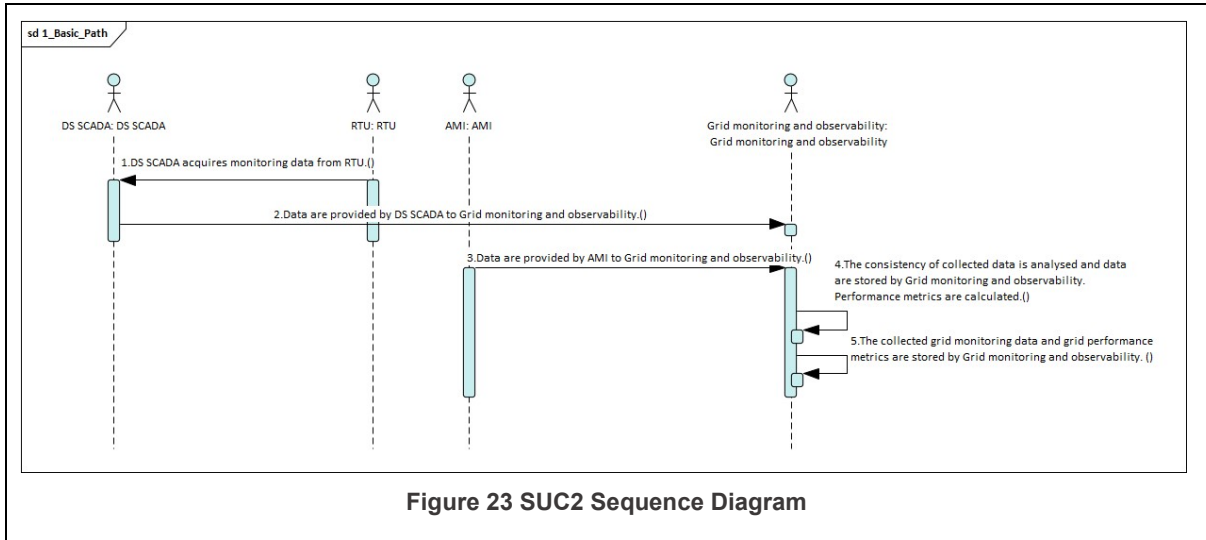 sd 1_Basic_Path
DS SCADA: DS SCADA
RTU: RTU
AMI: AMI
Grid monitoring and observability:
Grid monitoring and observability
1.DS SCADA acquires monitoring data from RTU.()
2.Data are provided by DS SCADA to Grid monitoring and observability.()
3.Data are provided by AMI to Grid monitoring and observability.()
4.The consistency of collected data is analysed and data
are stored by Grid monitoring and observability.
Performance metrics are calculated.()
5.The collected grid monitoring data and grid performance
metrics are stored by Grid monitoring and observability. ()
Figure 23 SUC2 Sequence Diagram